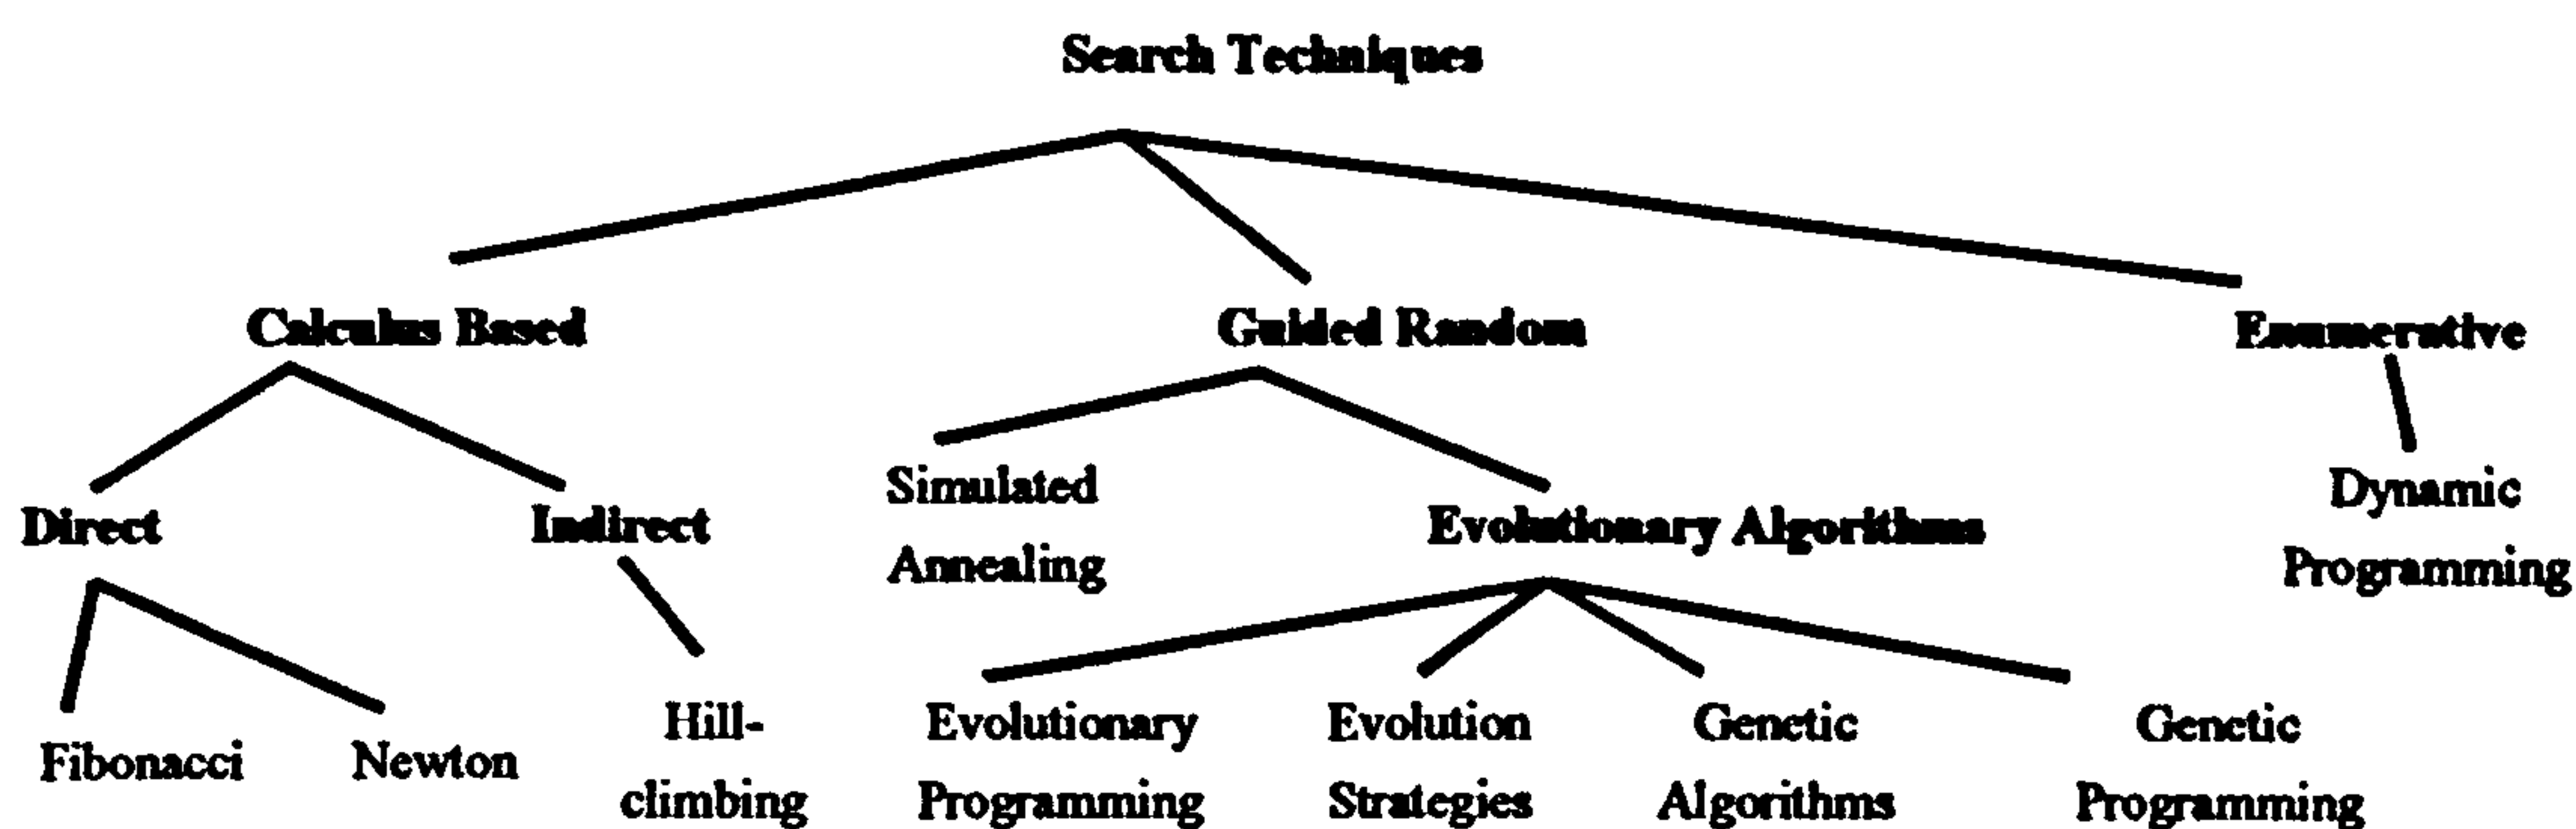 Search Techniques
Calculus Based
Guided Random
Enumerative
Direct
Indirect
Simulated
Annealing
Evolutionary Algorithms
Dynamic
Programming
Fibonacci
Newton
Hill-
climbing
Evolutionary
Programming
Evolution
Strategies
Genetic
Algorithms
Genetic
Programming